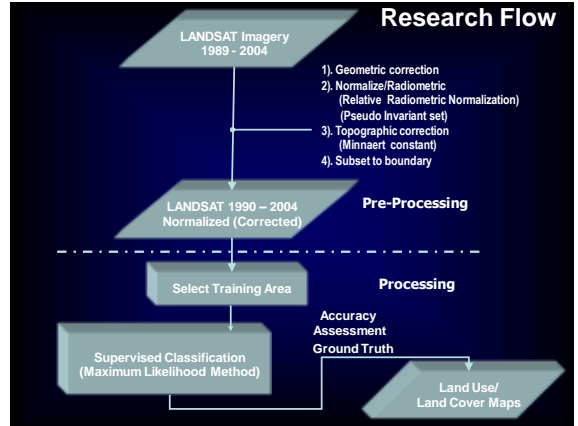 Research Flow
LANDSAT Imagery
1989 - 2004
1). Geometric correction
2). Normalize/Radiometric
(Relative Radiometric Normalization)
(Pseudo Invariant set)
3). Topographic correction
(Minnaert constant)
4). Subset to boundary
LANDSAT 1990 – 2004
Normalized (Corrected)
Pre-Processing
Select Training Area
Processing
Accuracy
Assessment
Ground Truth
Supervised Classification
(Maximum Likelihood Method)
Land Use/
Land Cover Maps